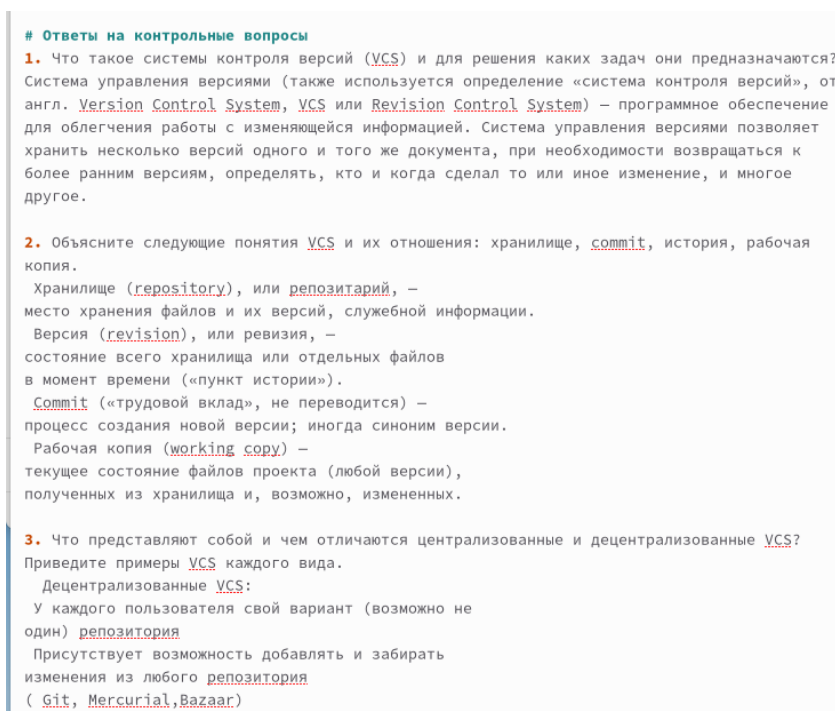 # Ответы на контрольные вопросы
1. Что такое системы контроля версий (VCS) и для решения каких задач они предназначаются?
Система управления версиями (также используется определение «система контроля версий», от
англ. Version Control System, VCS или Revision Control System) — программное обеспечение
для облегчения работы с изменяющейся информацией. Система управления версиями позволяет
хранить несколько версий одного и того же документа, при необходимости возвращаться к
более ранним версиям, определять, кто и когда сделал то или иное изменение, и многое
другое.
2. Объясните следующие понятия VCS и их отношения: хранилище, commit, история, рабочая
копия.
Хранилище (repository), или репозитарий, —
место хранения файлов и их версий, служебной информации.
Версия (revision), или ревизия, —
состояние всего хранилища или отдельных файлов
в момент времени («пункт истории»).
Commit («трудовой вклад», не переводится) —
процесс создания новой версии; иногда синоним версии.
Рабочая копия (working copy) —
текущее состояние файлов проекта (любой версии),
полученных из хранилища и, возможно, измененных.
3. Что представляют собой и чем отличаются централизованные и децентрализованные VCS?
Приведите примеры VCS каждого вида.
Децентрализованные VCS:
У каждого пользователя свой вариант (возможно не
один) репозитория
Присутствует возможность добавлять и забирать
изменения из любого репозитория
( Git, Mercurial,Bazaar)